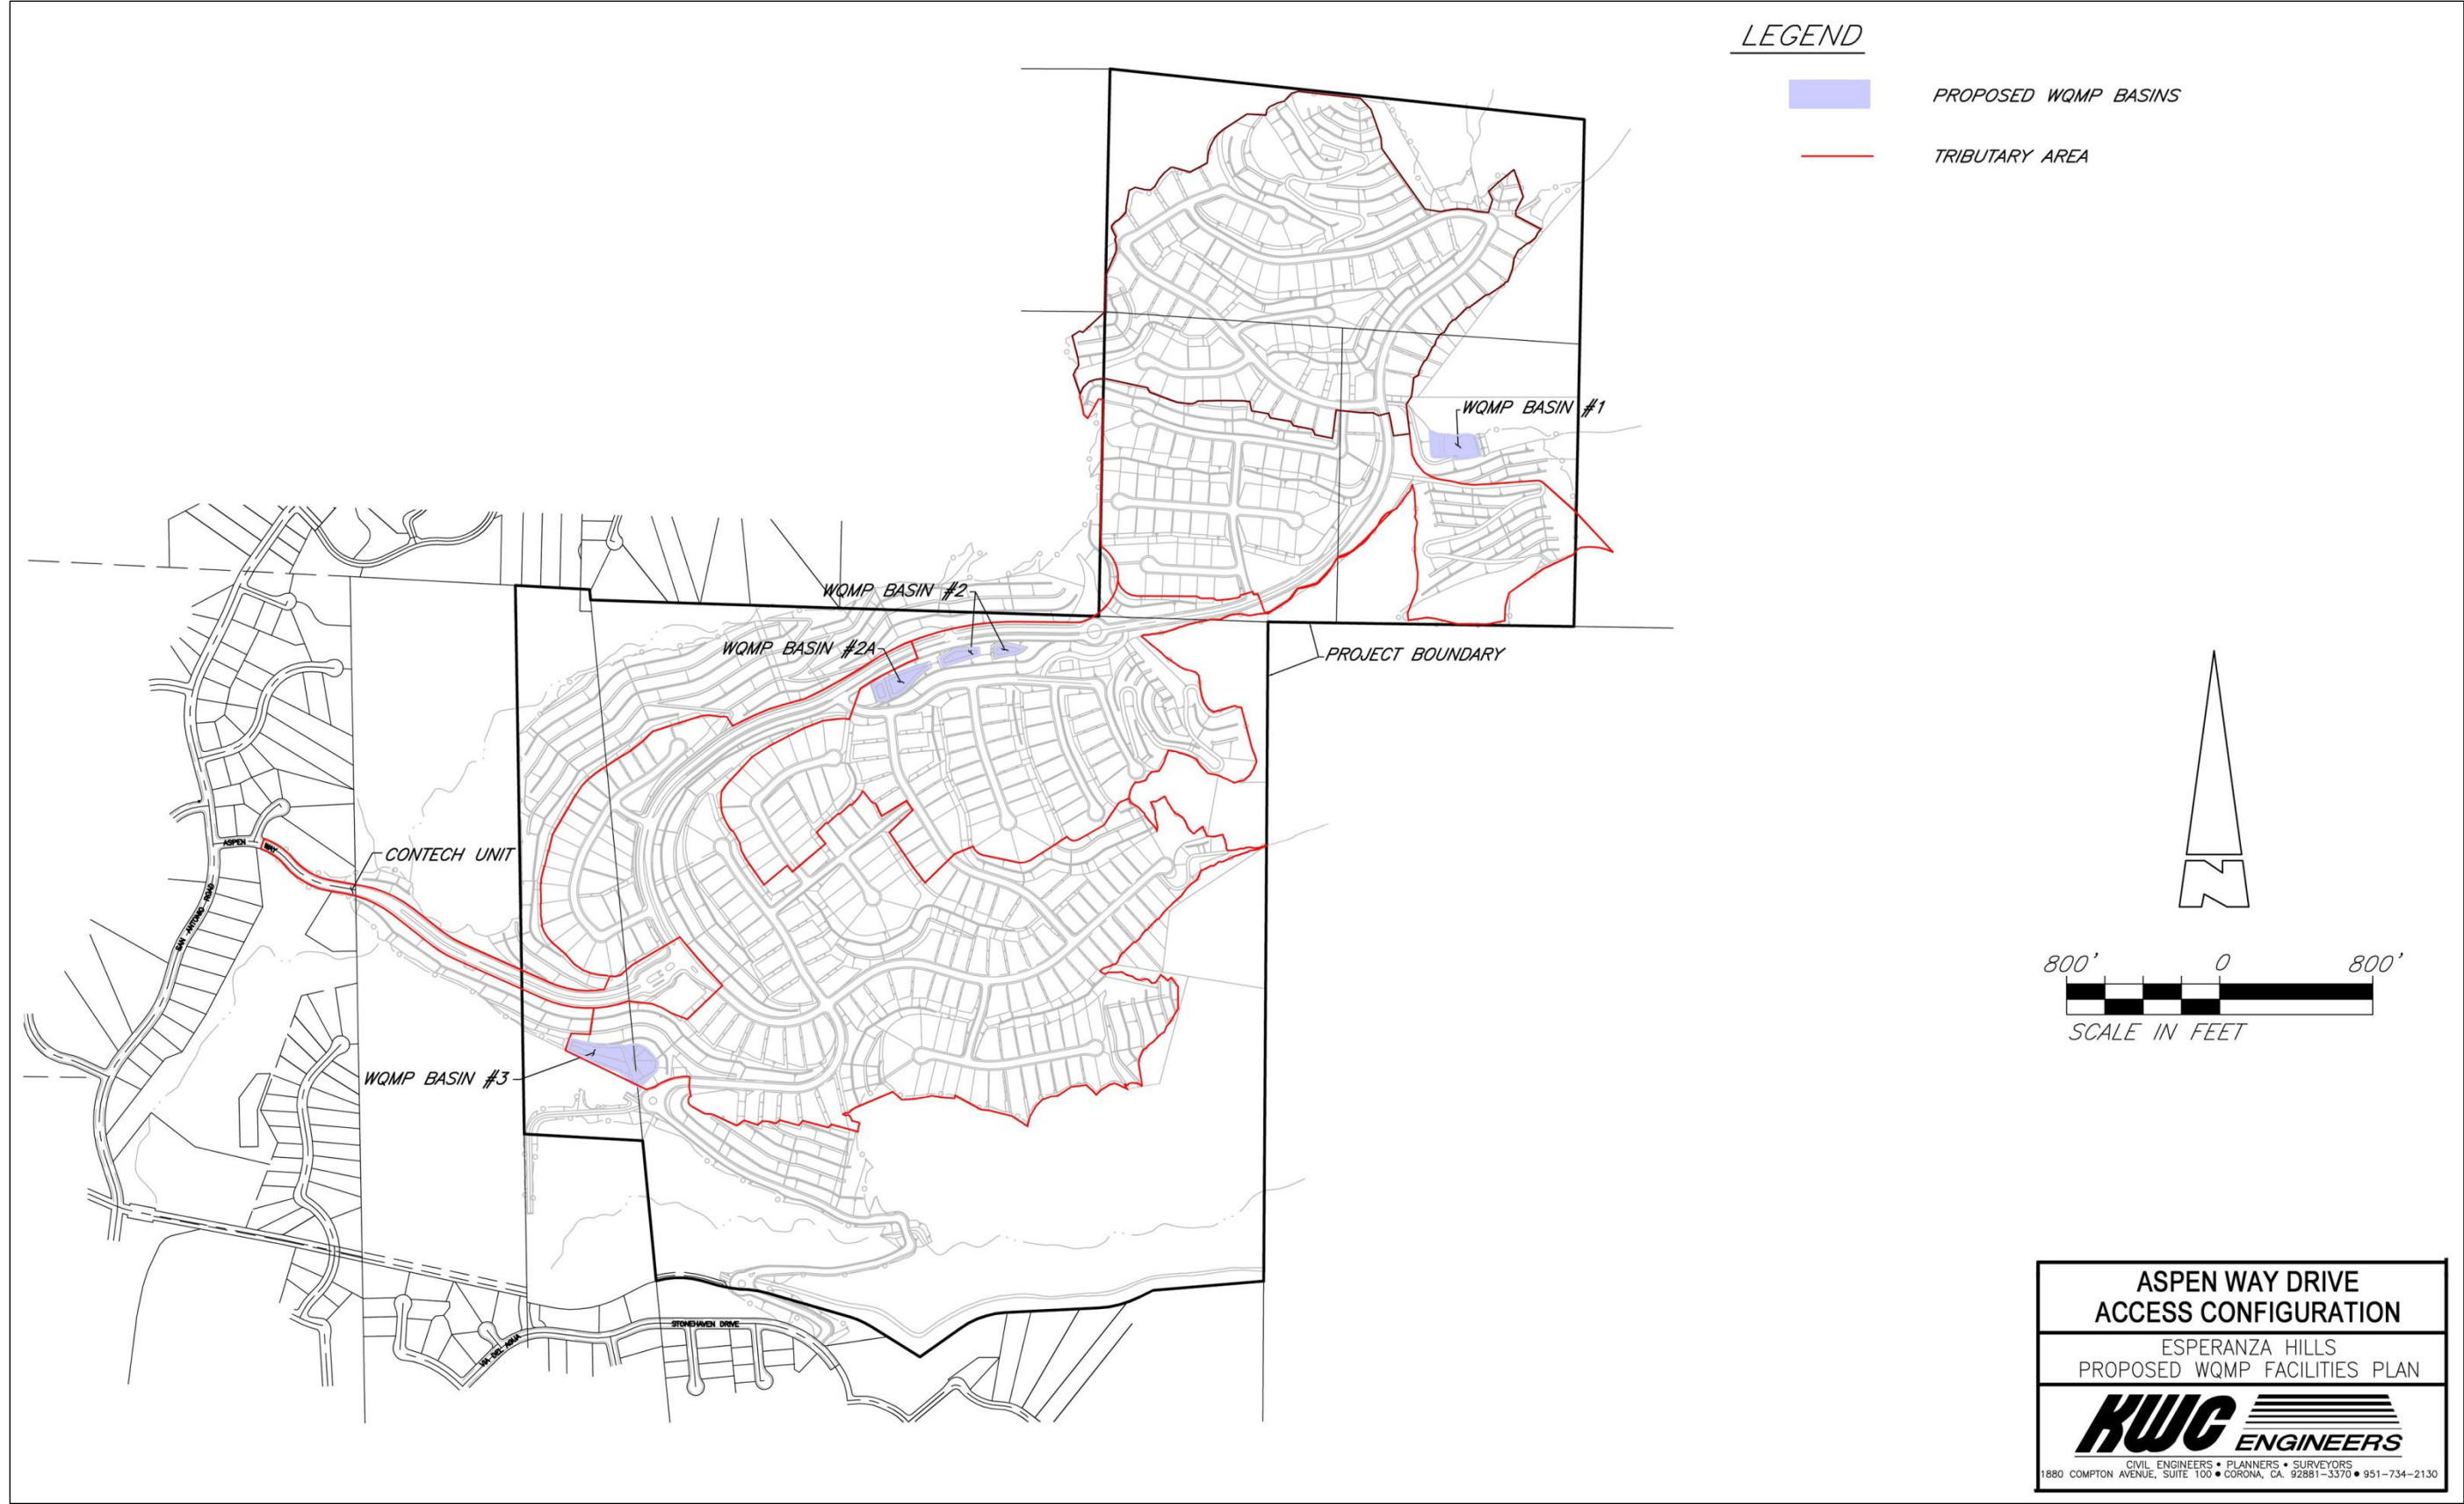 LEGEND
PROPOSED WQMP BASINS
TRIBUTARY AREA
WQMP BASIN #1
WQMP BASIN #2
WQMP BASIN #2A
PROJECT BOUNDARY
CONTECH UNIT
ASPEN WAY
SAN ANTONIO ROAD
WQMP BASIN #3
STONEHAVEN DRIVE
VIA DEL AGUA
N
800' 0 800'
SCALE IN FEET
ASPEN WAY DRIVE
ACCESS CONFIGURATION
ESPERANZA HILLS
PROPOSED WQMP FACILITIES PLAN
KWC
ENGINEERS
CIVIL ENGINEERS • PLANNERS • SURVEYORS
1880 COMPTON AVENUE, SUITE 100 • CORONA, CA. 92881-3370 • 951-734-2130